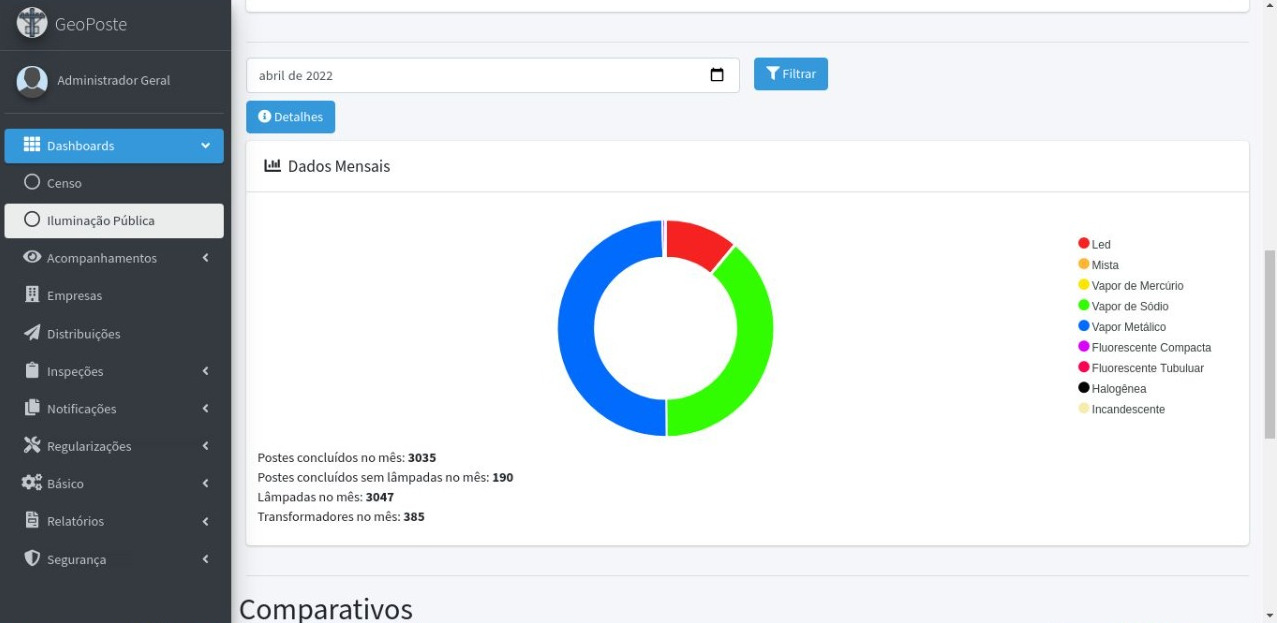 GeoPoste
Administrador Geral
Dashboards
Censo
Iluminação Pública
Acompanhamentos
Empresas
Distribuições
Inspeções
Notificações
Regularizações
Básico
Relatórios
Segurança
abril de 2022
Filtrar
Detalhes
Dados Mensais
Led
Mista
Vapor de Mercúrio
Vapor de Sódio
Vapor Metálico
Fluorescente Compacta
Fluorescente Tubuluar
Halogênea
Incandescente
Postes concluídos no mês: 3035
Postes concluídos sem lâmpadas no mês: 190
Lâmpadas no mês: 3047
Transformadores no mês: 385
Comparativos